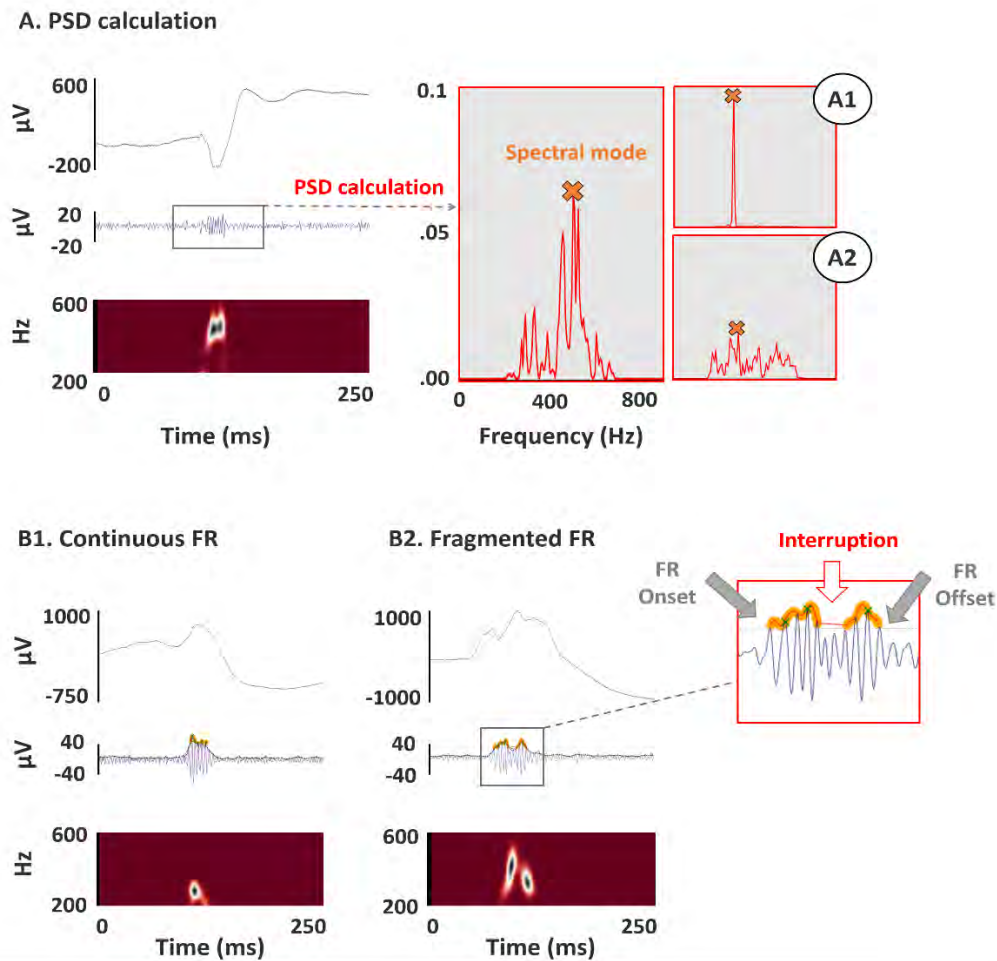 A. PSD calculation
600
µV
-200
20
µV
-20
600
Hz
200
0
250
Time (ms)
PSD calculation
0.1
.05
.00
Spectral mode
0
400
800
Frequency (Hz)
A1
A2
B1. Continuous FR
1000
µV
-750
40
µV
-40
600
Hz
200
0
250
Time (ms)
B2. Fragmented FR
1000
-1000
40
-40
600
200
0
250
Time (ms)
Interruption
FR
Onset
FR
Offset